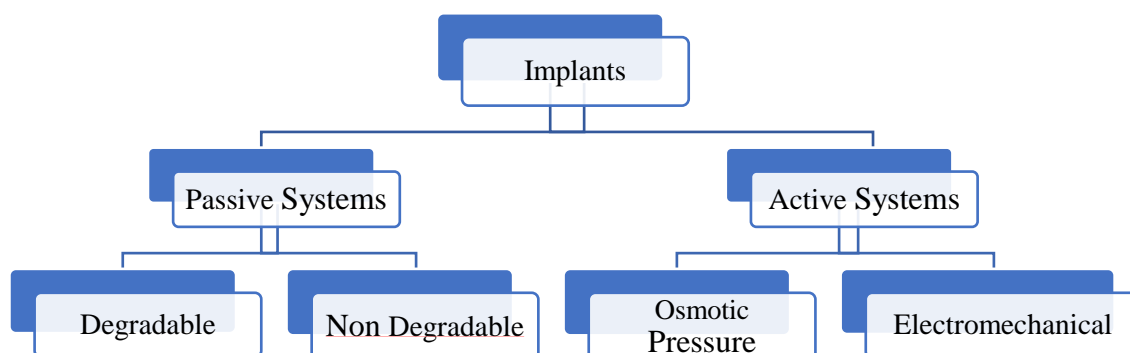 Implants
Passive Systems
Active Systems
Degradable
Non Degradable
Osmotic
Pressure
Electromechanical